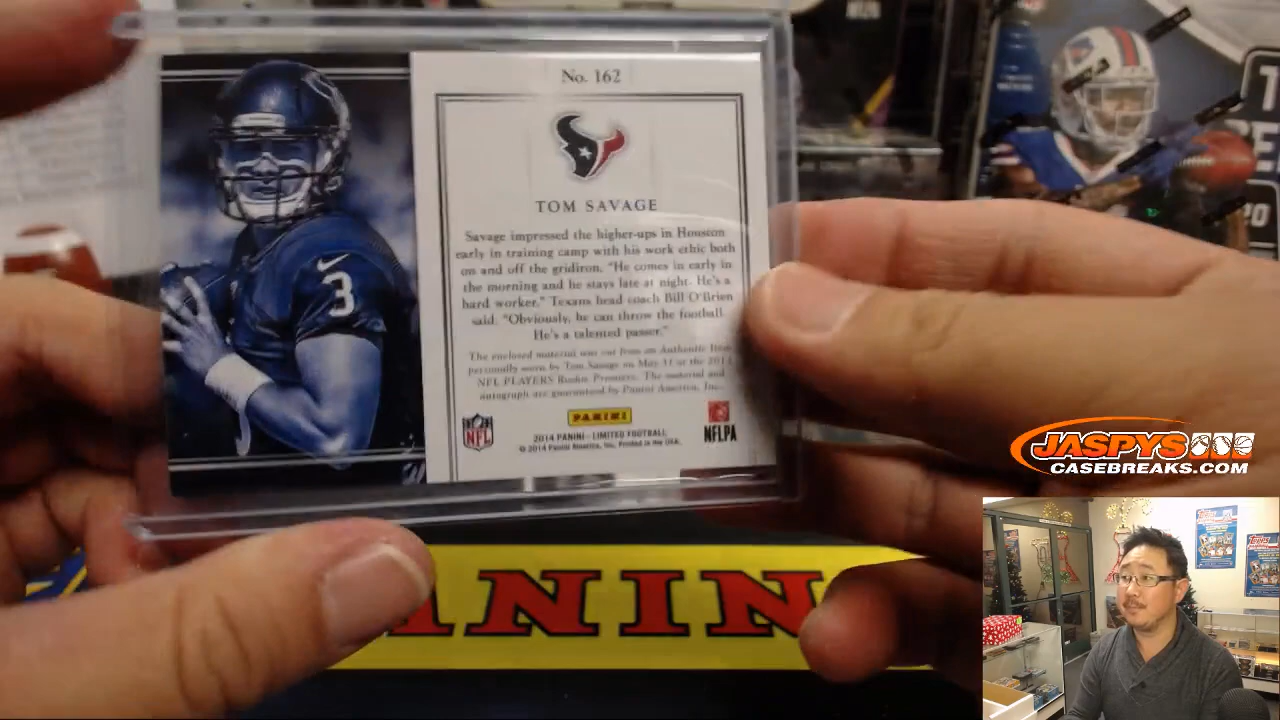 No. 162
TOM SAVAGE
Savage impressed the higher-ups in Houston
early in training camp with his work ethic both
on and off the gridiron. "He comes in early in
the morning and he stays late at night. He's a
hard worker," Texans head coach Bill O'Brien
said. "Obviously, he can throw the football.
He's a talented passer."
The enclosed material was cut from an Authentic Item
personally worn by Tom Savage on May 31 at the 2014
NFL PLAYERS Rookie Premiere. The material and
autograph are guaranteed by Panini America, Inc.
NFL
PANINI
NFLPA
2014 PANINI - LIMITED FOOTBALL
© 2014 Panini America, Inc. Printed in the USA.
3
20
JASPYS
CASEBREAKS.COM
ANIN
Topps
Topps